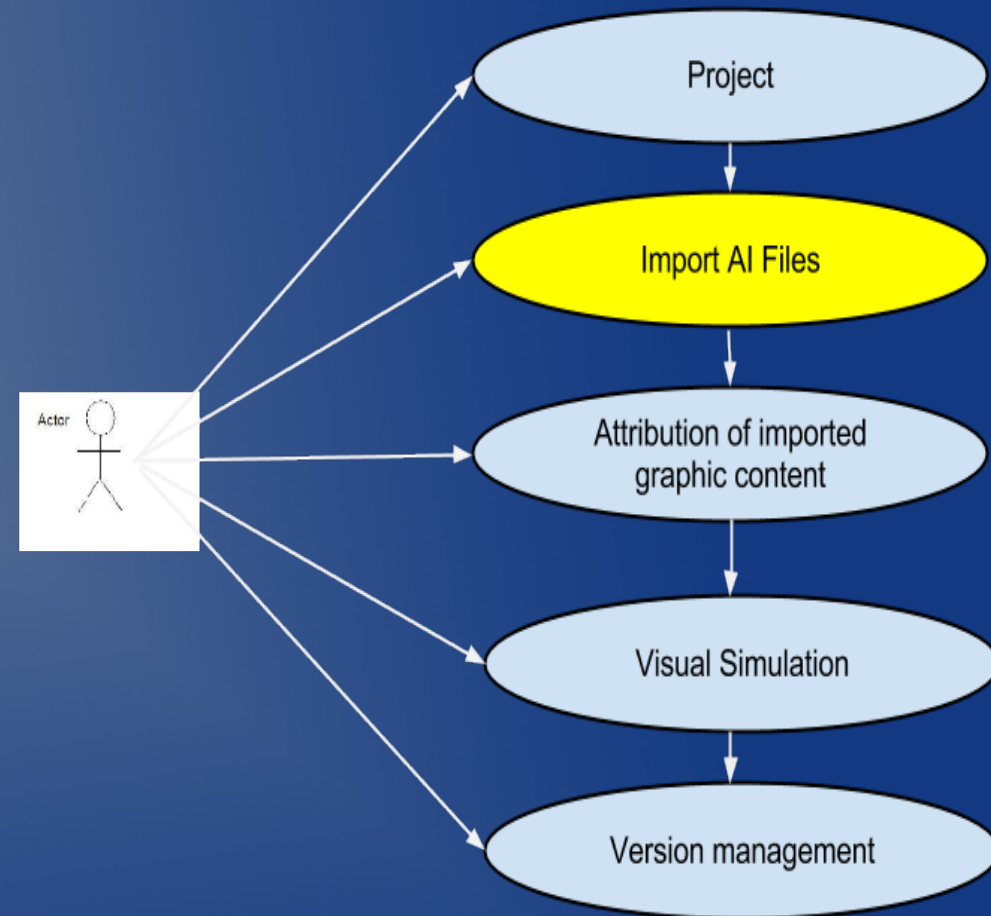 Project
Import AI Files
Actor
Attribution of imported
graphic content
Visual Simulation
Version management